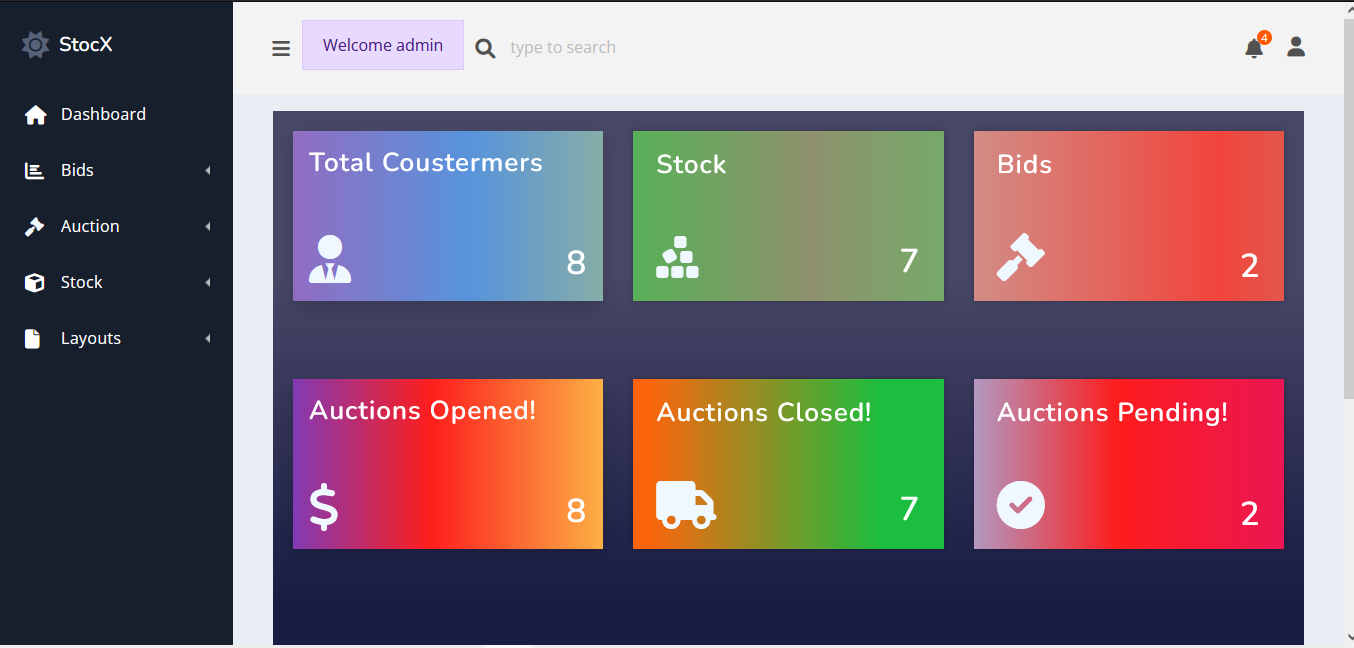 StocX
Welcome admin
type to search
4
Dashboard
Bids
Auction
Stock
Layouts
Total Coustermers
8
Stock
7
Bids
2
Auctions Opened!
8
Auctions Closed!
7
Auctions Pending!
2